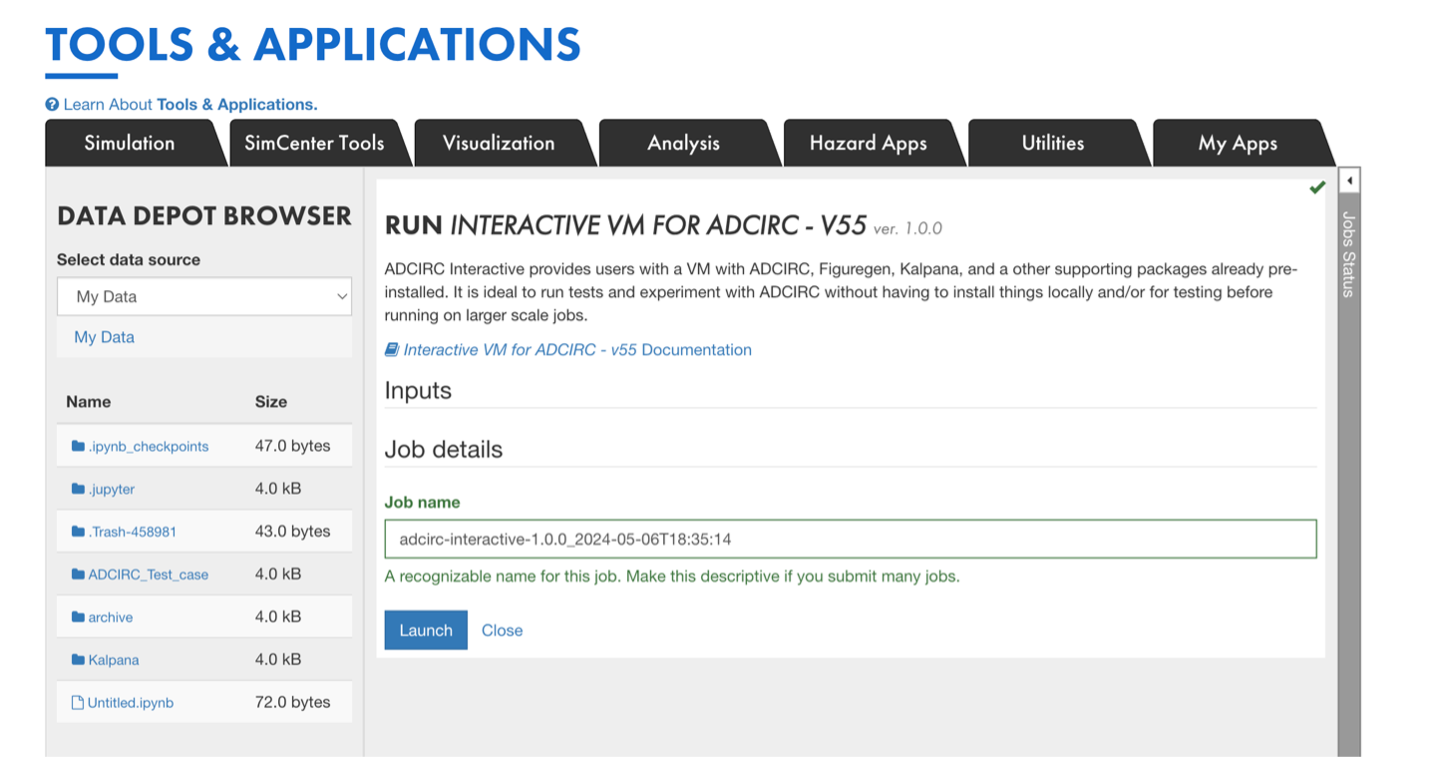 TOOLS & APPLICATIONS
Learn About Tools & Applications.
Simulation
SimCenter Tools
Visualization
Analysis
Hazard Apps
Utilities
My Apps
DATA DEPOT BROWSER
Select data source
My Data
My Data
Name Size
.ipynb_checkpoints 47.0 bytes
.jupyter 4.0 kB
.Trash-458981 43.0 bytes
ADCIRC_Test_case 4.0 kB
archive 4.0 kB
Kalpana 4.0 kB
Untitled.ipynb 72.0 bytes
RUN INTERACTIVE VM FOR ADCIRC - V55 ver. 1.0.0
ADCIRC Interactive provides users with a VM with ADCIRC, Figuregen, Kalpana, and a other supporting packages already pre-
installed. It is ideal to run tests and experiment with ADCIRC without having to install things locally and/or for testing before
running on larger scale jobs.
Interactive VM for ADCIRC - v55 Documentation
Inputs
Job details
Job name
adcirc-interactive-1.0.0_2024-05-06T18:35:14
A recognizable name for this job. Make this descriptive if you submit many jobs.
Launch Close
Jobs Status